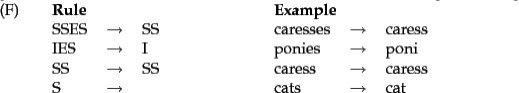 (F) Rule Example
SSES → SS caresses → caress
IES → I ponies → poni
SS → SS caress → caress
S → cats → cat